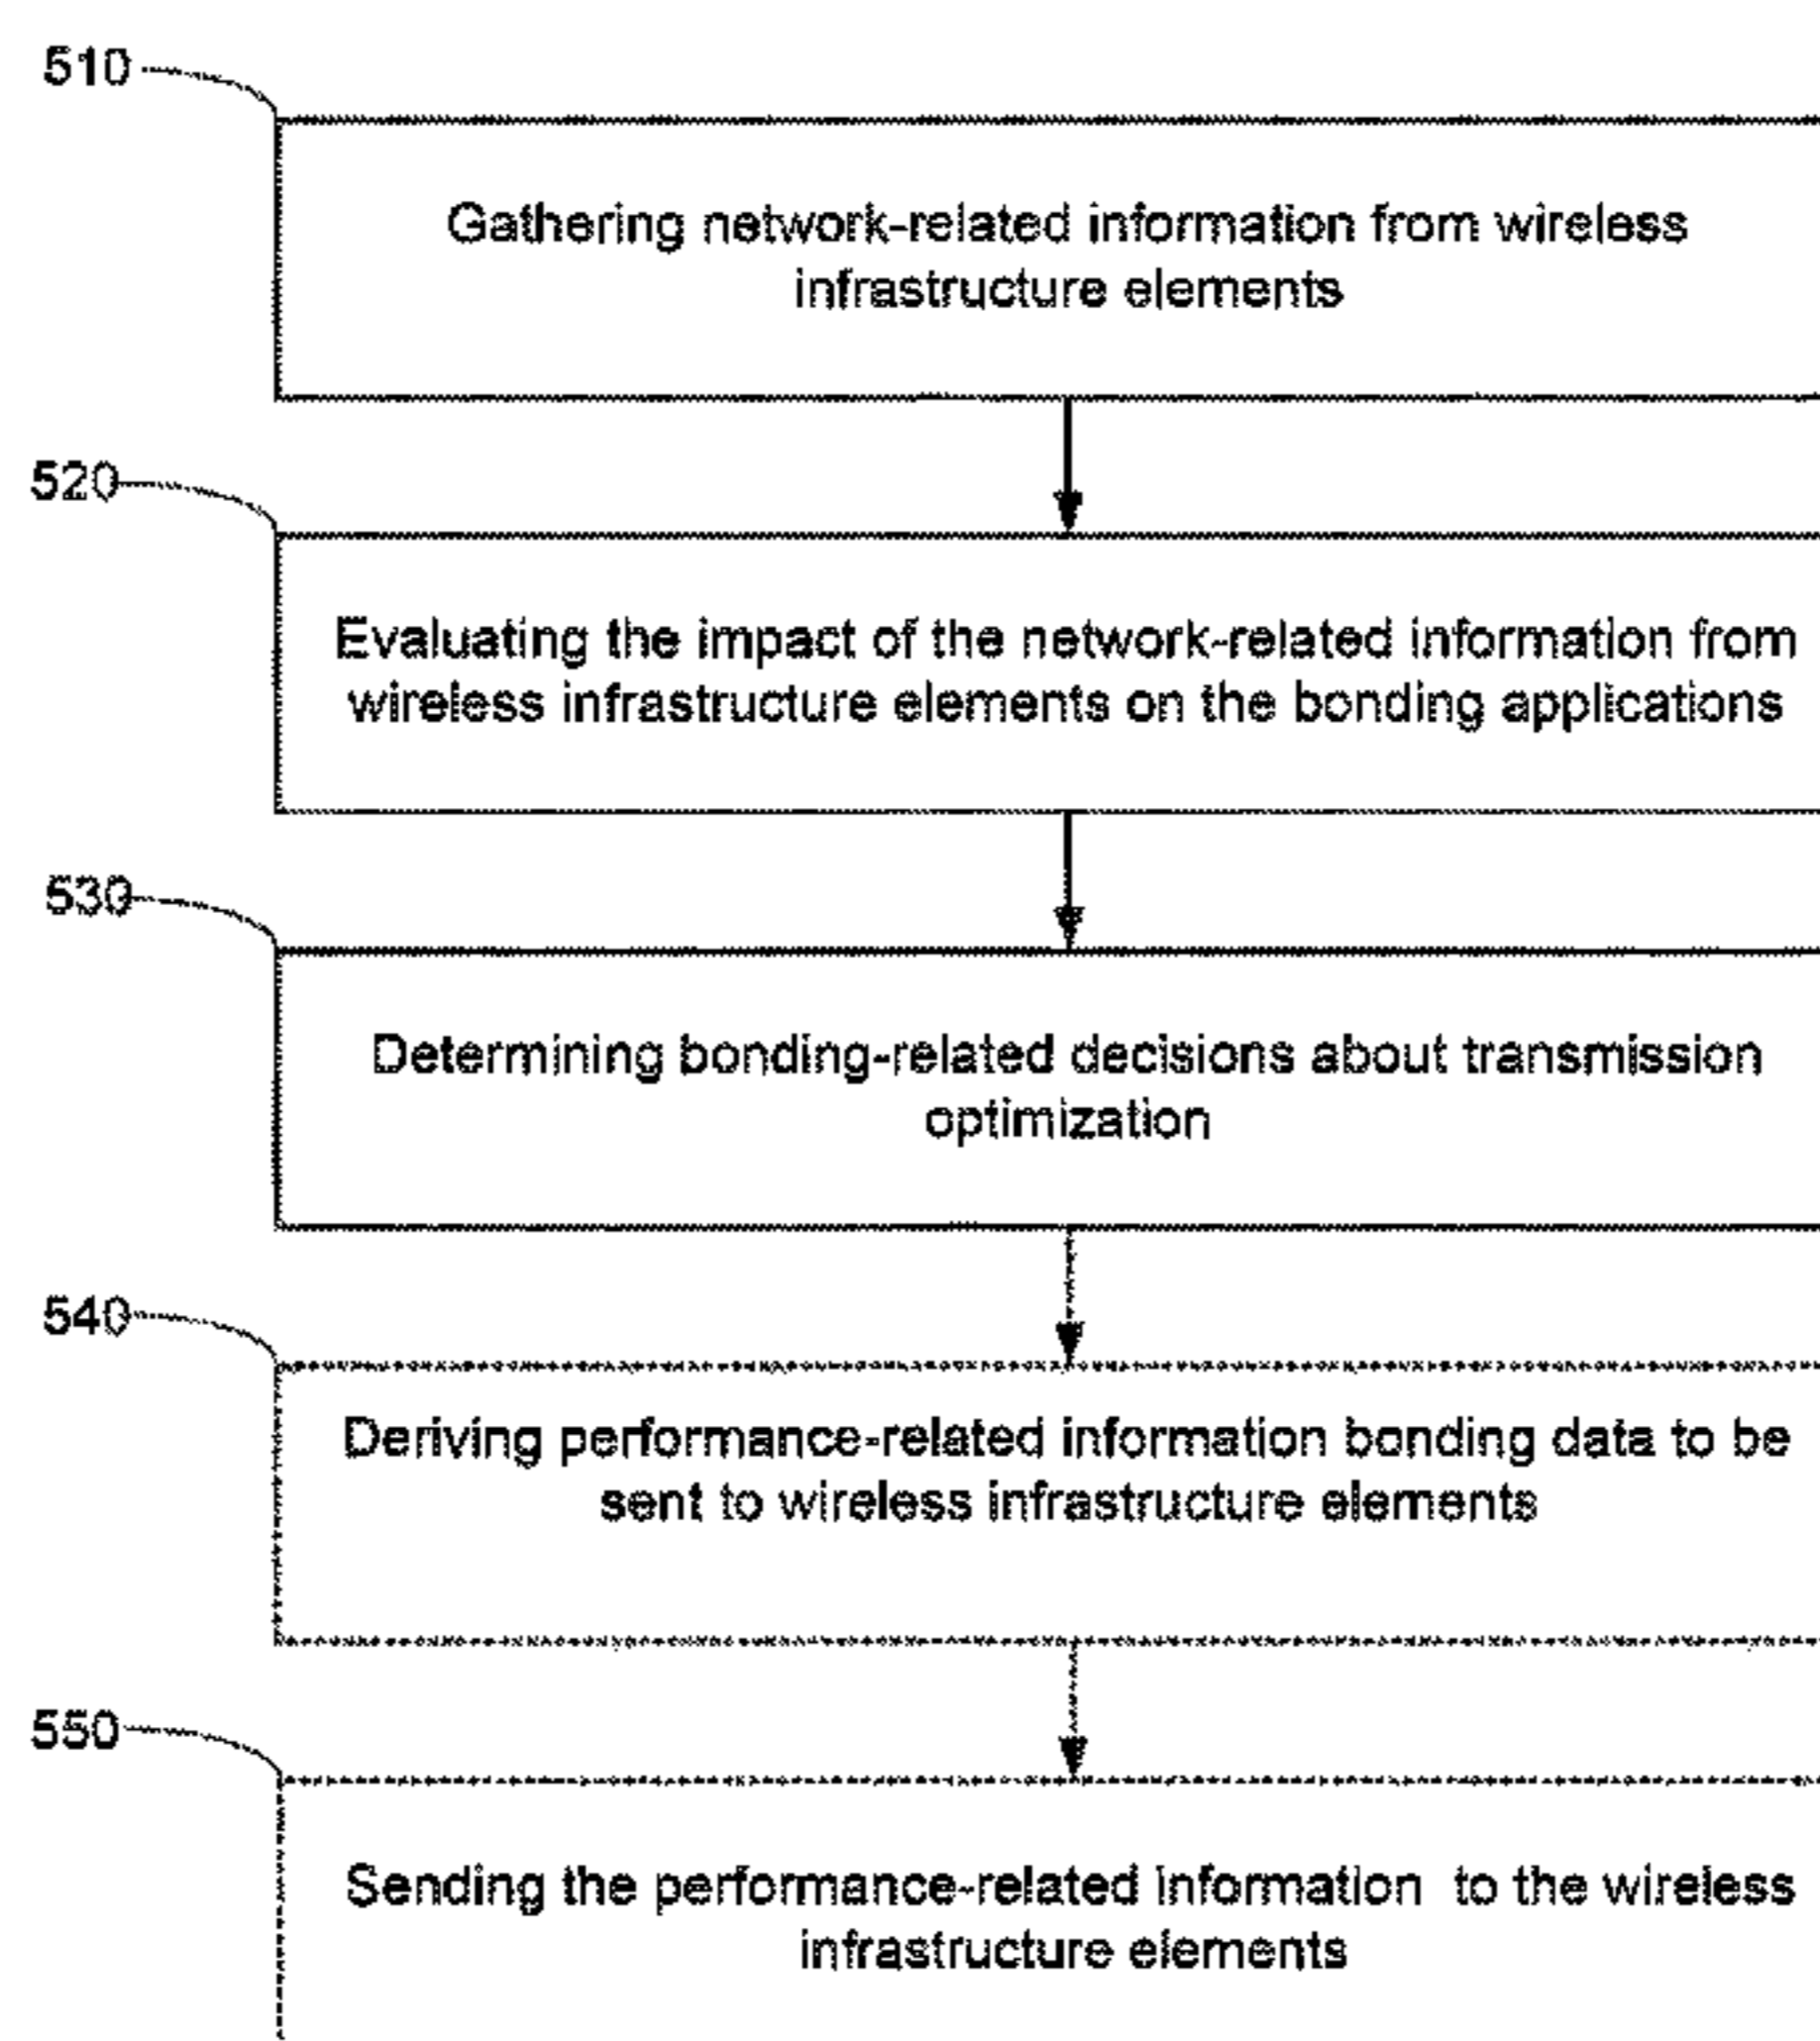 510
Gathering network-related information from wireless
infrastructure elements
520
Evaluating the impact of the network-related information from
wireless infrastructure elements on the bonding applications
530
Determining bonding-related decisions about transmission
optimization
540
Deriving performance-related information bonding data to be
sent to wireless infrastructure elements
550
Sending the performance-related information to the wireless
infrastructure elements